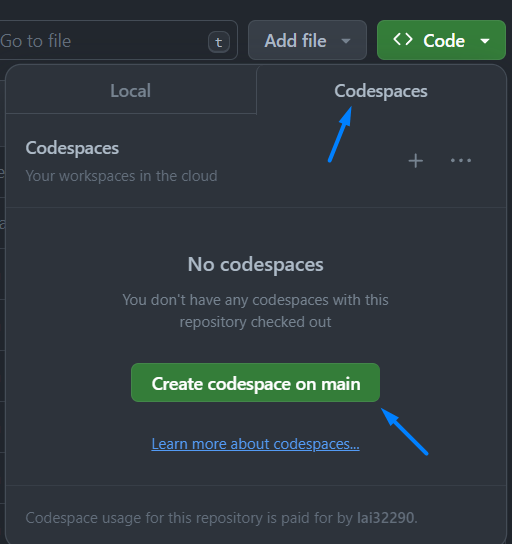 Go to file
t
Add file
Code
Local
Codespaces
Codespaces
Your workspaces in the cloud
No codespaces
You don't have any codespaces with this
repository checked out
Create codespace on main
Learn more about codespaces...
Codespace usage for this repository is paid for by lai32290.